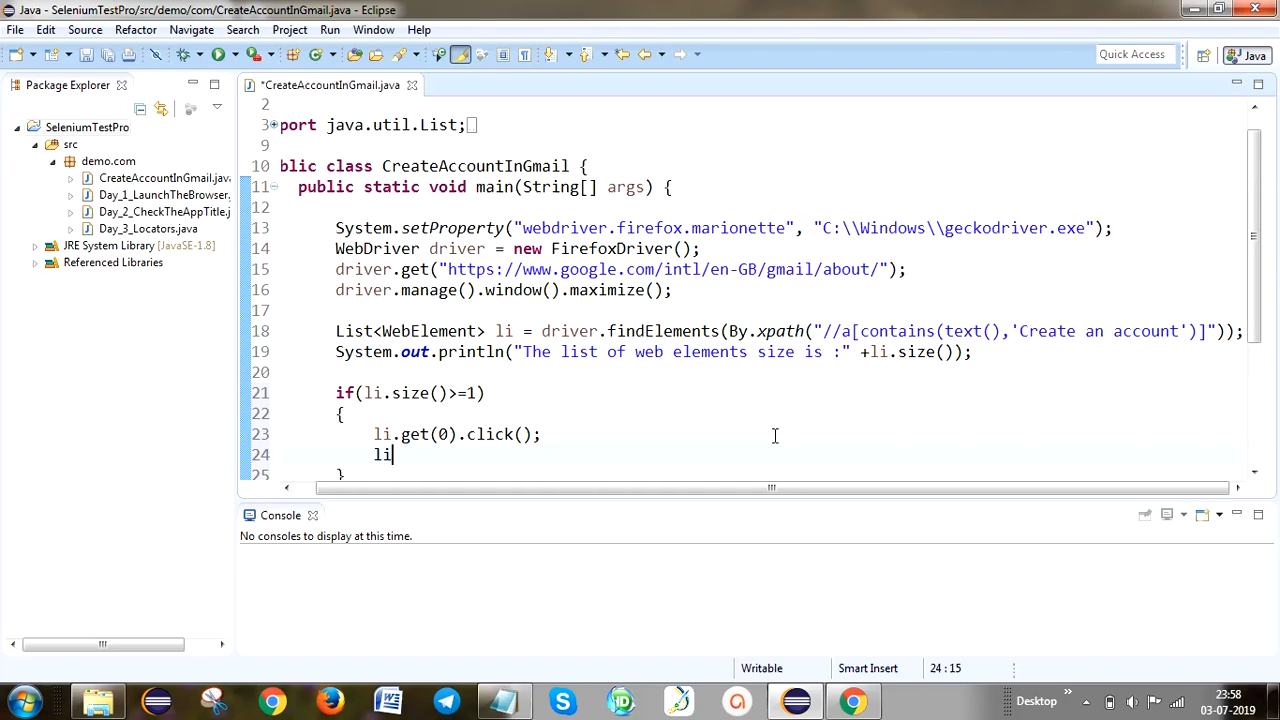 Java - SeleniumTestPro/src/demo/com/CreateAccountInGmail.java - Eclipse
File Edit Source Refactor Navigate Search Project Run Window Help
Quick Access
Java
Package Explorer
*CreateAccountInGmail.java
SeleniumTestPro
src
demo.com
CreateAccountInGmail.java
Day_1_LaunchTheBrowser.
Day_2_CheckTheAppTitle.j
Day_3_Locators.java
JRE System Library [JavaSE-1.8]
Referenced Libraries
2
3 port java.util.List;
9
10 blic class CreateAccountInGmail {
11 public static void main(String[] args) {
12
13 System.setProperty("webdriver.firefox.marionette", "C:\\Windows\\geckodriver.exe");
14 WebDriver driver = new FirefoxDriver();
15 driver.get("https://www.google.com/intl/en-GB/gmail/about/");
16 driver.manage().window().maximize();
17
18 List<WebElement> li = driver.findElements(By.xpath("//a[contains(text(),'Create an account')]"));
19 System.out.println("The list of web elements size is :" +li.size());
20
21 if(li.size()>=1)
22 {
23 li.get(0).click();
24 li
25 }
Console
No consoles to display at this time.
Writable Smart Insert 24 : 15
Desktop
23:58
03-07-2019